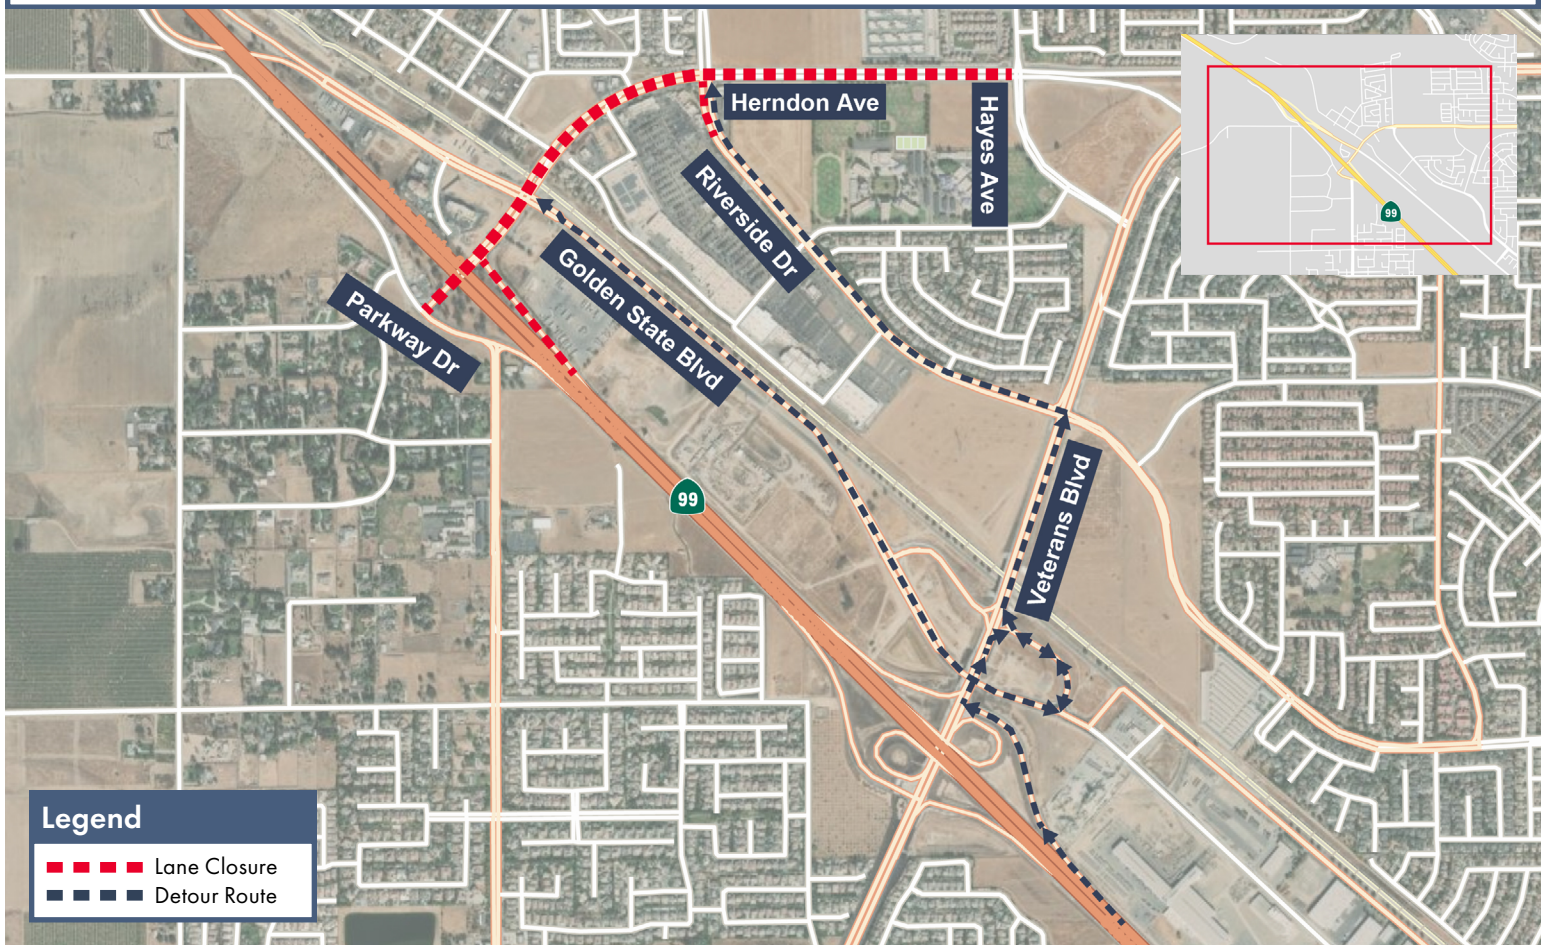 Herndon Ave
Hayes Ave
99
Riverside Dr
Golden State Blvd
Parkway Dr
99
Veterans Blvd
Legend
Lane Closure
Detour Route